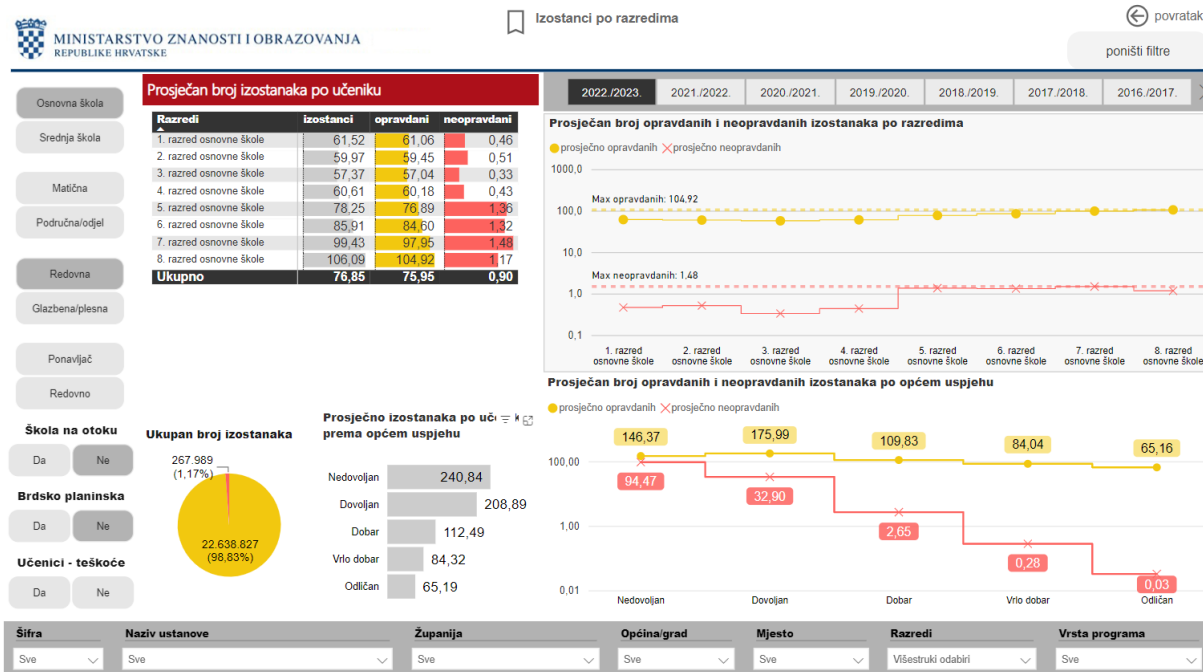 MINISTARSTVO ZNANOSTI I OBRAZOVANJA
REPUBLIKE HRVATSKE
Izostanci po razredima
povratak
poništi filtre
Osnovna škola
Srednja škola
Matična
Područna/odjel
Redovna
Glazbena/plesna
Ponavljač
Redovno
Škola na otoku
Da Ne
Brdsko planinska
Da Ne
Učenici - teškoće
Da Ne
Prosječan broj izostanaka po učeniku
Razredi izostanci opravdani neopravdani
1. razred osnovne škole 61,52 61,06 0,46
2. razred osnovne škole 59,97 59,45 0,51
3. razred osnovne škole 57,37 57,04 0,33
4. razred osnovne škole 60,61 60,18 0,43
5. razred osnovne škole 78,25 76,89 1,36
6. razred osnovne škole 85,91 84,60 1,32
7. razred osnovne škole 99,43 97,95 1,48
8. razred osnovne škole 106,09 104,92 1,17
Ukupno 76,85 75,95 0,90
2022./2023. 2021./2022. 2020./2021. 2019./2020. 2018./2019. 2017./2018. 2016./2017.
Prosječan broj opravdanih i neopravdanih izostanaka po razredima
prosječno opravdanih prosječno neopravdanih
1000,0
Max opravdanih: 104,92
100,0
10,0
Max neopravdanih: 1,48
1,0
0,1
1. razred osnovne škole
2. razred osnovne škole
3. razred osnovne škole
4. razred osnovne škole
5. razred osnovne škole
6. razred osnovne škole
7. razred osnovne škole
8. razred osnovne škole
Ukupan broj izostanaka
267.989
(1,17%)
22.638.827
(98,83%)
Prosječno izostanaka po uč
prema općem uspjehu
Nedovoljan 240,84
Dovoljan 208,89
Dobar 112,49
Vrlo dobar 84,32
Odličan 65,19
Prosječan broj opravdanih i neopravdanih izostanaka po općem uspjehu
prosječno opravdanih prosječno neopravdanih
146,37 175,99 109,83 84,04 65,16
100,00
94,47 32,90 2,65 0,28 0,03
1,00
0,01
Nedovoljan Dovoljan Dobar Vrlo dobar Odličan
Šifra Naziv ustanove Županija Općina/grad Mjesto Razredi Vrsta programa
Sve Sve Sve Sve Sve Višestruki odabiri Sve